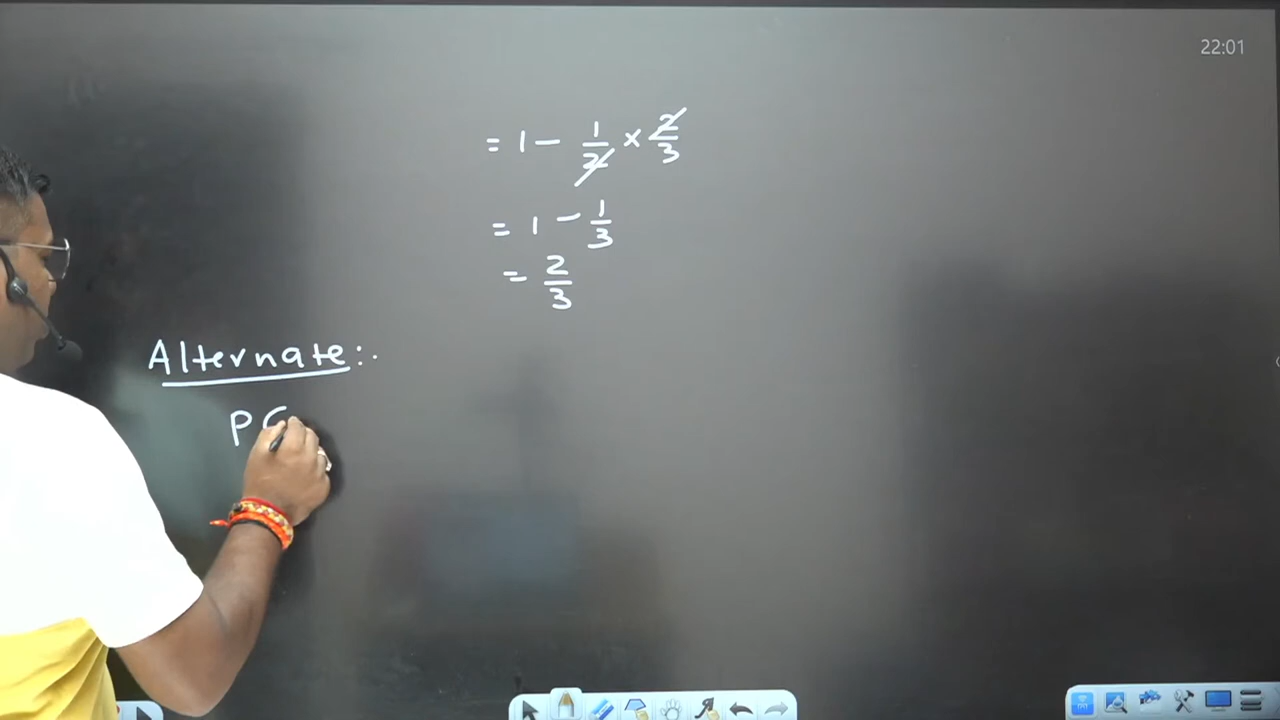 22:01
= 1 - 1/2 × 2/3
= 1 - 1/3
= 2/3
Alternate:.
P(